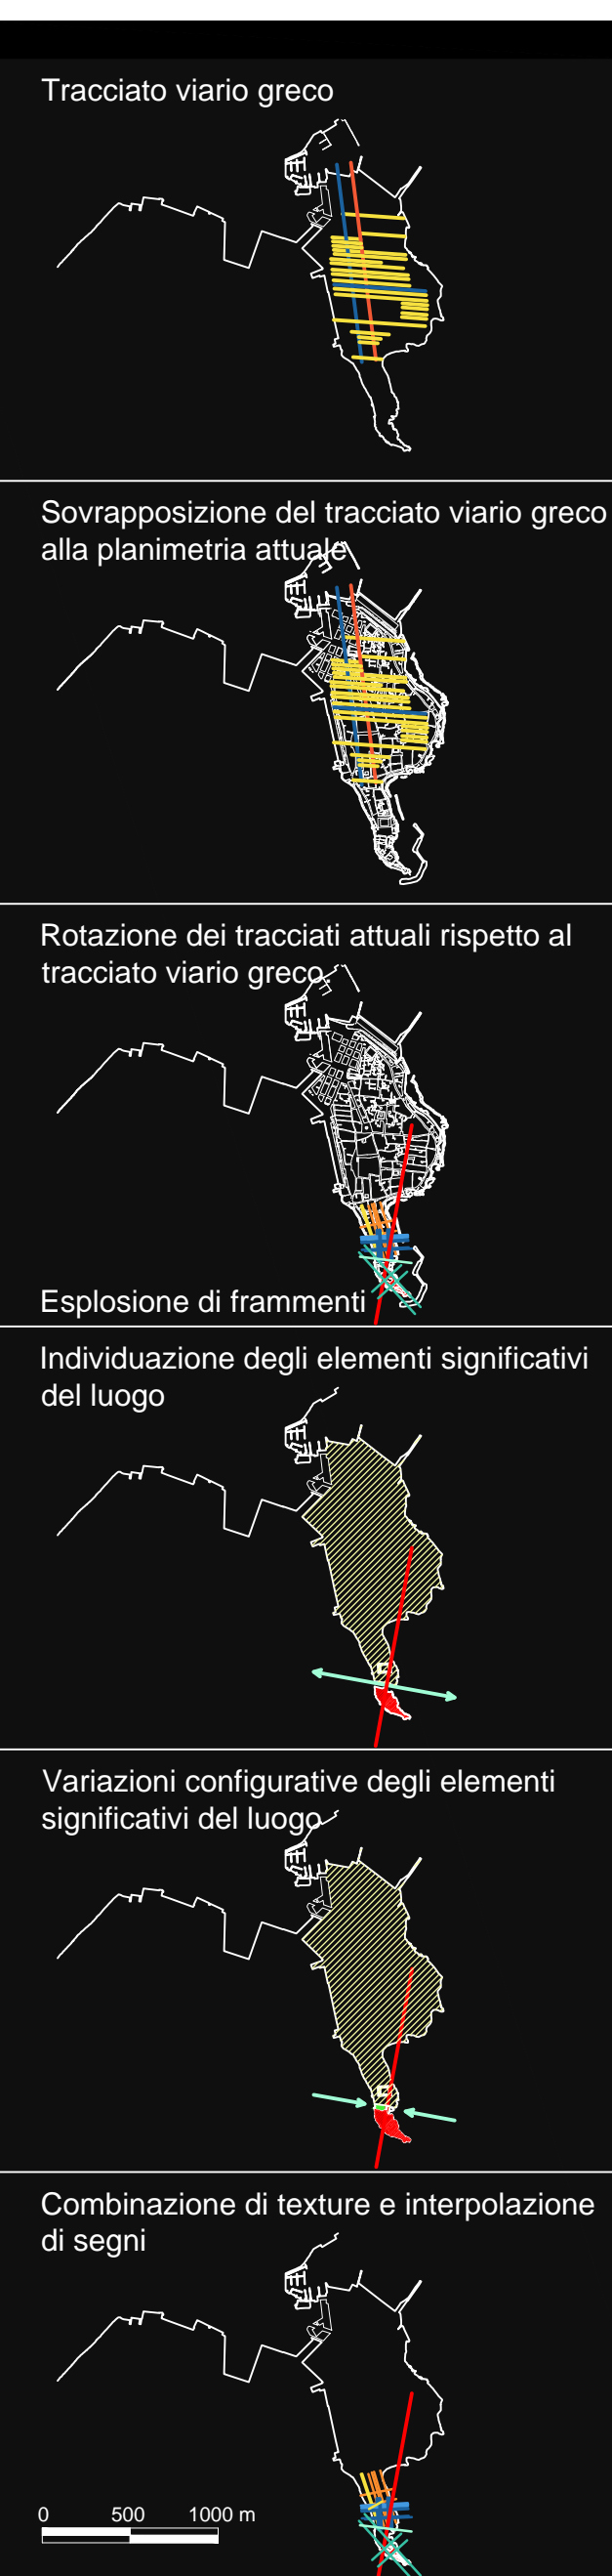 Tracciato viario greco
Sovrapposizione del tracciato viario greco
alla planimetria attuale
Rotazione dei tracciati attuali rispetto al
tracciato viario greco.
Esplosione di frammenti
Individuazione degli elementi significativi
del luogo
Variazioni configurative degli elementi
significativi del luogo
Combinazione di texture e interpolazione
di segni
0 500 1000 m